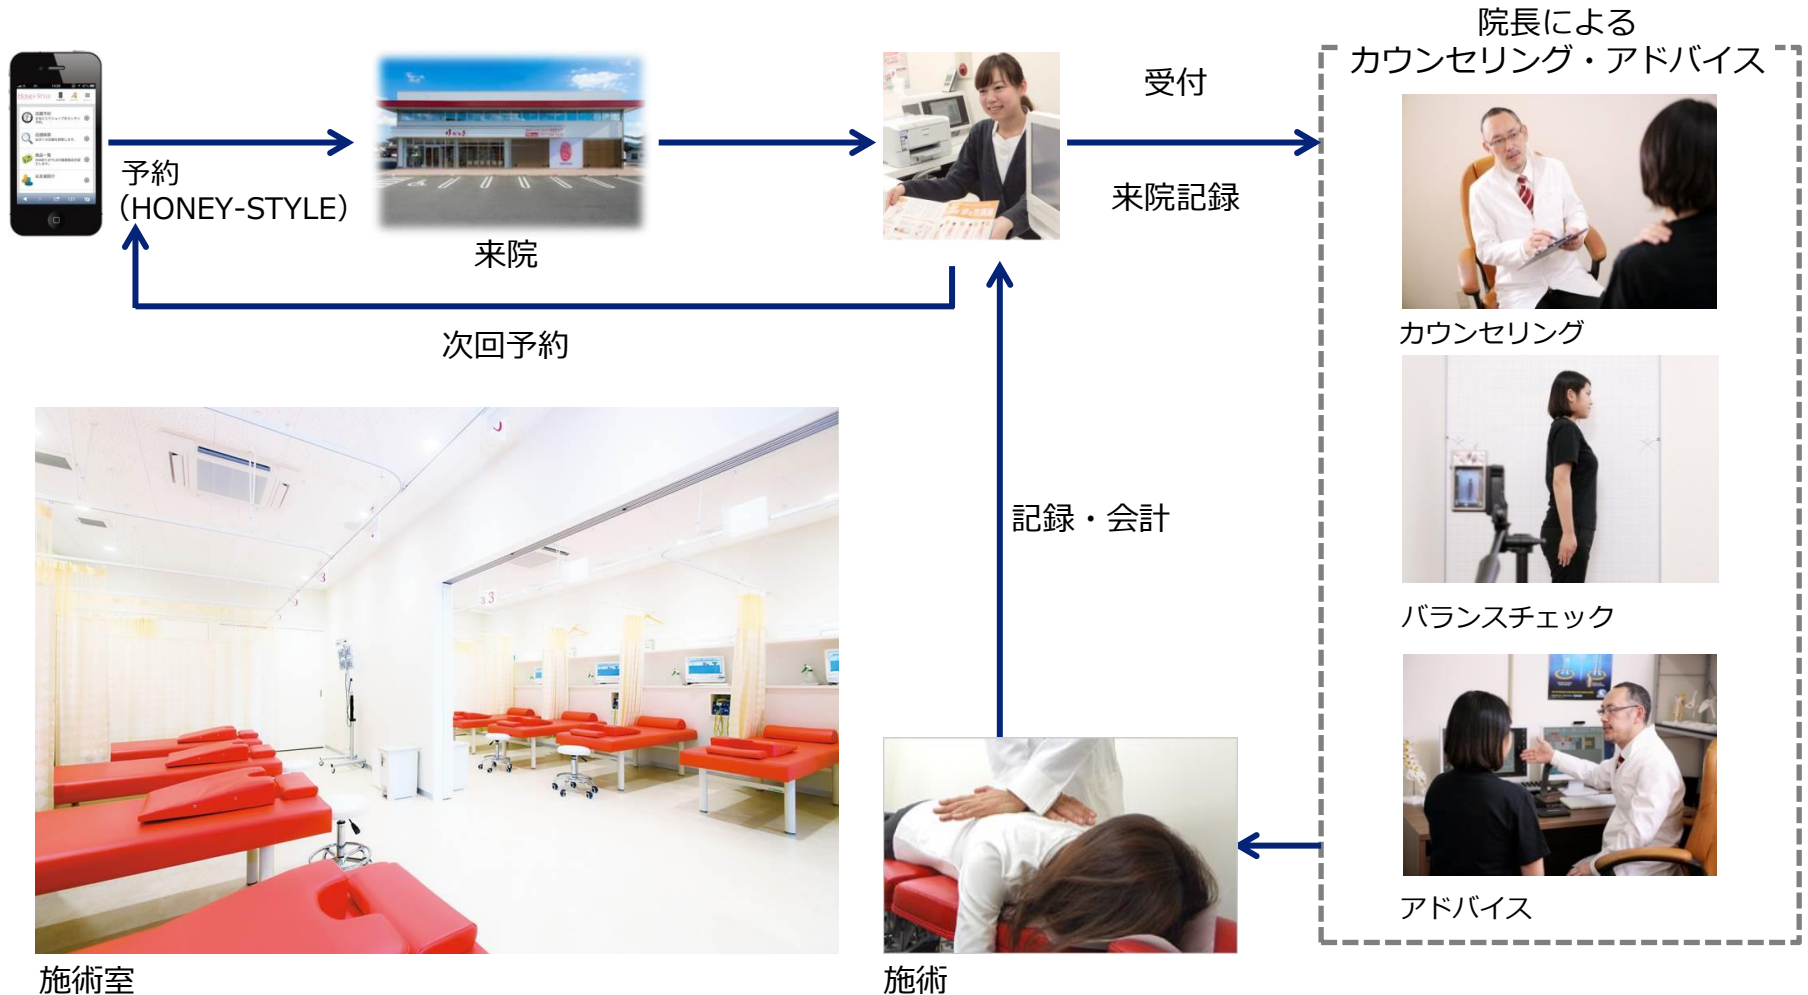 院長による
カウンセリング・アドバイス
受付
予約
（HONEY-STYLE）
来院
来院記録
次回予約
カウンセリング
記録・会計
バランスチェック
アドバイス
施術室
施術